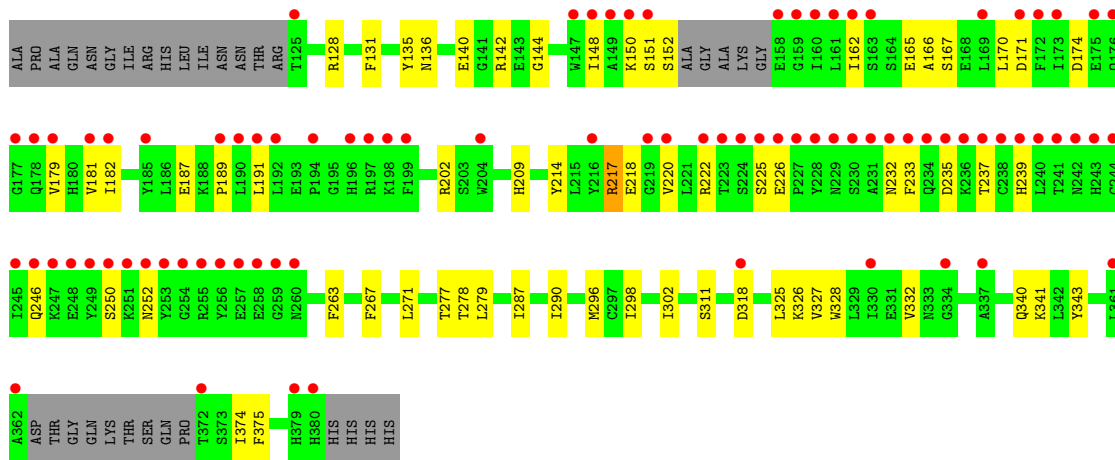 ALA PRO ALA GLN ASN GLY ILE ARG HIS LEU ILE ASN ASN THR ARG T125 R128 F131 Y135 N136 E140 G141 R142 E143 G144 W147 I148 A149 K150 S151 S152 ALA GLY ALA LYS GLY E158 G159 I160 L161 I162 S163 S164 E165 A166 S167 E168 L169 L170 D171 F172 I173 D174 E175 Q176
G177 Q178 V179 H180 V181 I182 Y185 L186 E187 K188 P189 L190 L191 L192 E193 P194 G195 H196 R197 K198 F199 R202 S203 W204 H209 Y214 L215 Y216 R217 E218 G219 V220 L221 R222 T223 S224 S225 E226 P227 Y228 N229 S230 A231 N232 F233 Q234 D235 K236 T237 C238 H239 L240 T241 N242 H243 G244
I245 Q246 K247 E248 Y249 S250 K251 N252 Y253 G254 R255 Y256 E257 E258 G259 N260 F263 F267 L271 T277 T278 L279 I287 I290 M296 C297 I298 I302 S311 D318 L325 K326 V327 W328 L329 I330 E331 V332 N333 G334 A337 Q340 K341 L342 Y343 L361
A362 ASP THR GLY GLN LYS THR SER GLN PRO T372 S373 I374 F375 H379 H380 HIS HIS HIS HIS